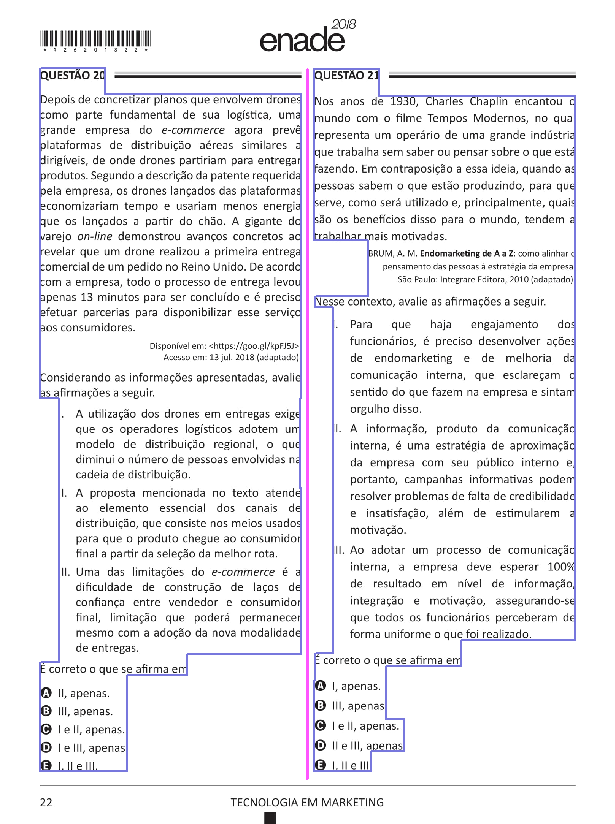 *R2620182 2*
enade2018
QUESTÃO 20
Depois de concretizar planos que envolvem drones
como parte fundamental de sua logística, uma
grande empresa do e-commerce agora prevê
plataformas de distribuição aéreas similares a
dirigíveis, de onde drones partiriam para entregar
produtos. Segundo a descrição da patente requerida
pela empresa, os drones lançados das plataformas
economizariam tempo e usariam menos energia
que os lançados a partir do chão. A gigante do
varejo on-line demonstrou avanços concretos ao
revelar que um drone realizou a primeira entrega
comercial de um pedido no Reino Unido. De acordo
com a empresa, todo o processo de entrega levou
apenas 13 minutos para ser concluído e é preciso
efetuar parcerias para disponibilizar esse serviço
aos consumidores.
Disponível em: <https://goo.gl/kpFJ5J>.
Acesso em: 13 jul. 2018 (adaptado).
Considerando as informações apresentadas, avalie
as afirmações a seguir.
I. A utilização dos drones em entregas exige
que os operadores logísticos adotem um
modelo de distribuição regional, o que
diminui o número de pessoas envolvidas na
cadeia de distribuição.
II. A proposta mencionada no texto atende
ao elemento essencial dos canais de
distribuição, que consiste nos meios usados
para que o produto chegue ao consumidor
final a partir da seleção da melhor rota.
III. Uma das limitações do e-commerce é a
dificuldade de construção de laços de
confiança entre vendedor e consumidor
final, limitação que poderá permanecer
mesmo com a adoção da nova modalidade
de entregas.
É correto o que se afirma em
A II, apenas.
B III, apenas.
C I e II, apenas.
D I e III, apenas.
E I, II e III.
QUESTÃO 21
Nos anos de 1930, Charles Chaplin encantou o
mundo com o filme Tempos Modernos, no qual
representa um operário de uma grande indústria
que trabalha sem saber ou pensar sobre o que está
fazendo. Em contraposição a essa ideia, quando as
pessoas sabem o que estão produzindo, para que
serve, como será utilizado e, principalmente, quais
são os benefícios disso para o mundo, tendem a
trabalhar mais motivadas.
BRUM, A. M. Endomarketing de A a Z: como alinhar o
pensamento das pessoas à estratégia da empresa.
São Paulo: Integrare Editora, 2010 (adaptado).
Nesse contexto, avalie as afirmações a seguir.
I. Para que haja engajamento dos
funcionários, é preciso desenvolver ações
de endomarketing e de melhoria da
comunicação interna, que esclareçam o
sentido do que fazem na empresa e sintam
orgulho disso.
II. A informação, produto da comunicação
interna, é uma estratégia de aproximação
da empresa com seu público interno e,
portanto, campanhas informativas podem
resolver problemas de falta de credibilidade
e insatisfação, além de estimularem a
motivação.
III. Ao adotar um processo de comunicação
interna, a empresa deve esperar 100%
de resultado em nível de informação,
integração e motivação, assegurando-se
que todos os funcionários perceberam de
forma uniforme o que foi realizado.
É correto o que se afirma em
A I, apenas.
B III, apenas.
C I e II, apenas.
D II e III, apenas.
E I, II e III.
22
TECNOLOGIA EM MARKETING